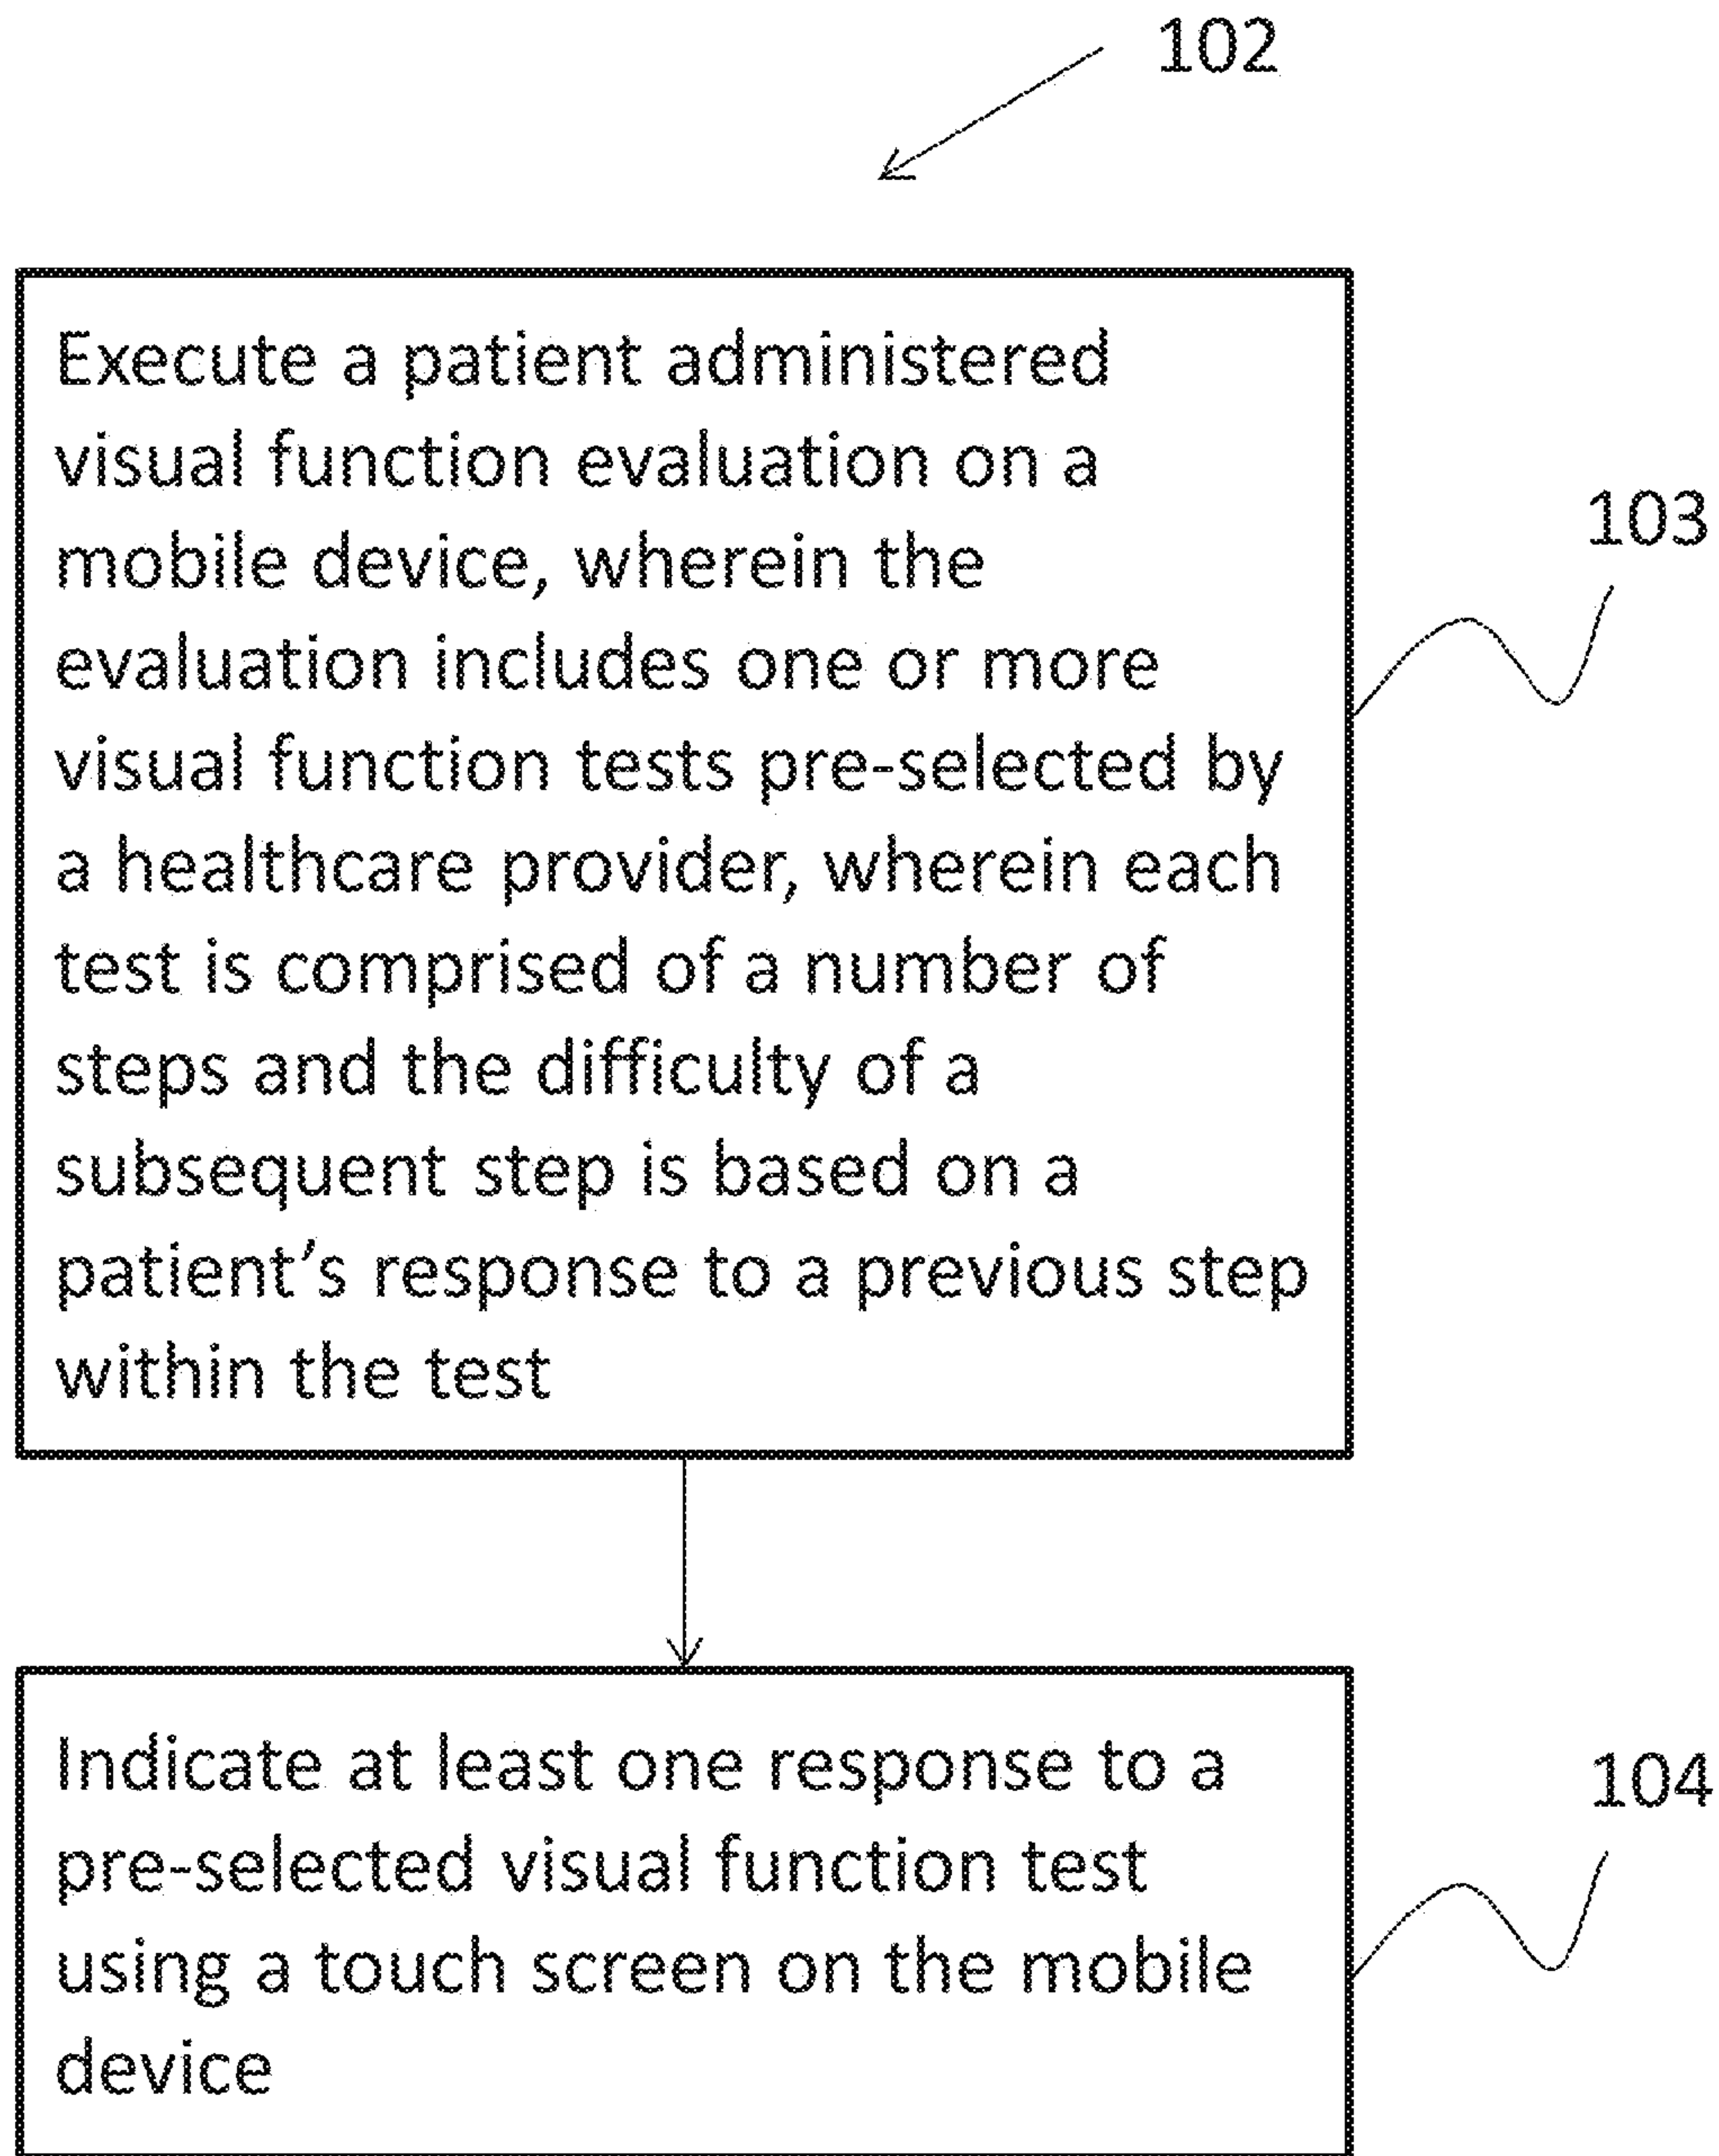 102
Execute a patient administered
visual function evaluation on a
mobile device, wherein the
evaluation includes one or more
visual function tests pre-selected by
a healthcare provider, wherein each
test is comprised of a number of
steps and the difficulty of a
subsequent step is based on a
patient’s response to a previous step
within the test
103
Indicate at least one response to a
pre-selected visual function test
using a touch screen on the mobile
device
104